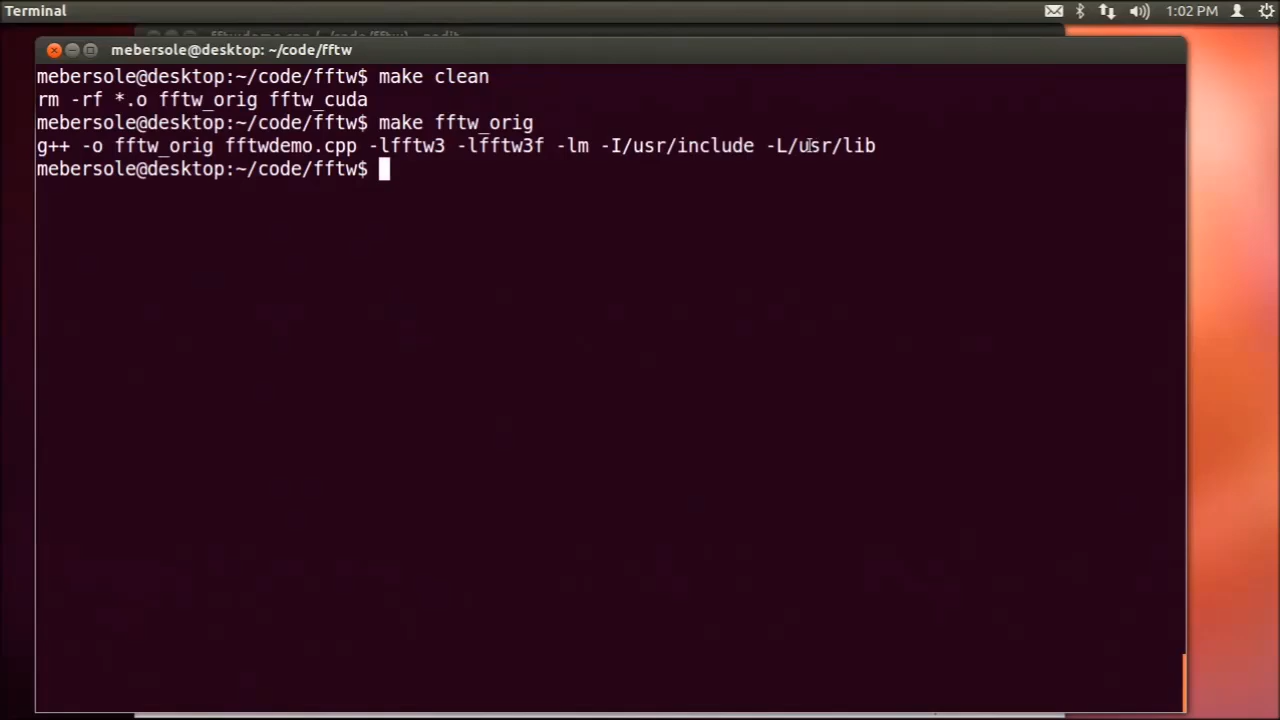 Terminal
1:02 PM
mebersole@desktop: ~/code/fftw
mebersole@desktop:~/code/fftw$ make clean
rm -rf *.o fftw_orig fftw_cuda
mebersole@desktop:~/code/fftw$ make fftw_orig
g++ -o fftw_orig fftwdemo.cpp -lfftw3 -lfftw3f -lm -I/usr/include -L/usr/lib
mebersole@desktop:~/code/fftw$